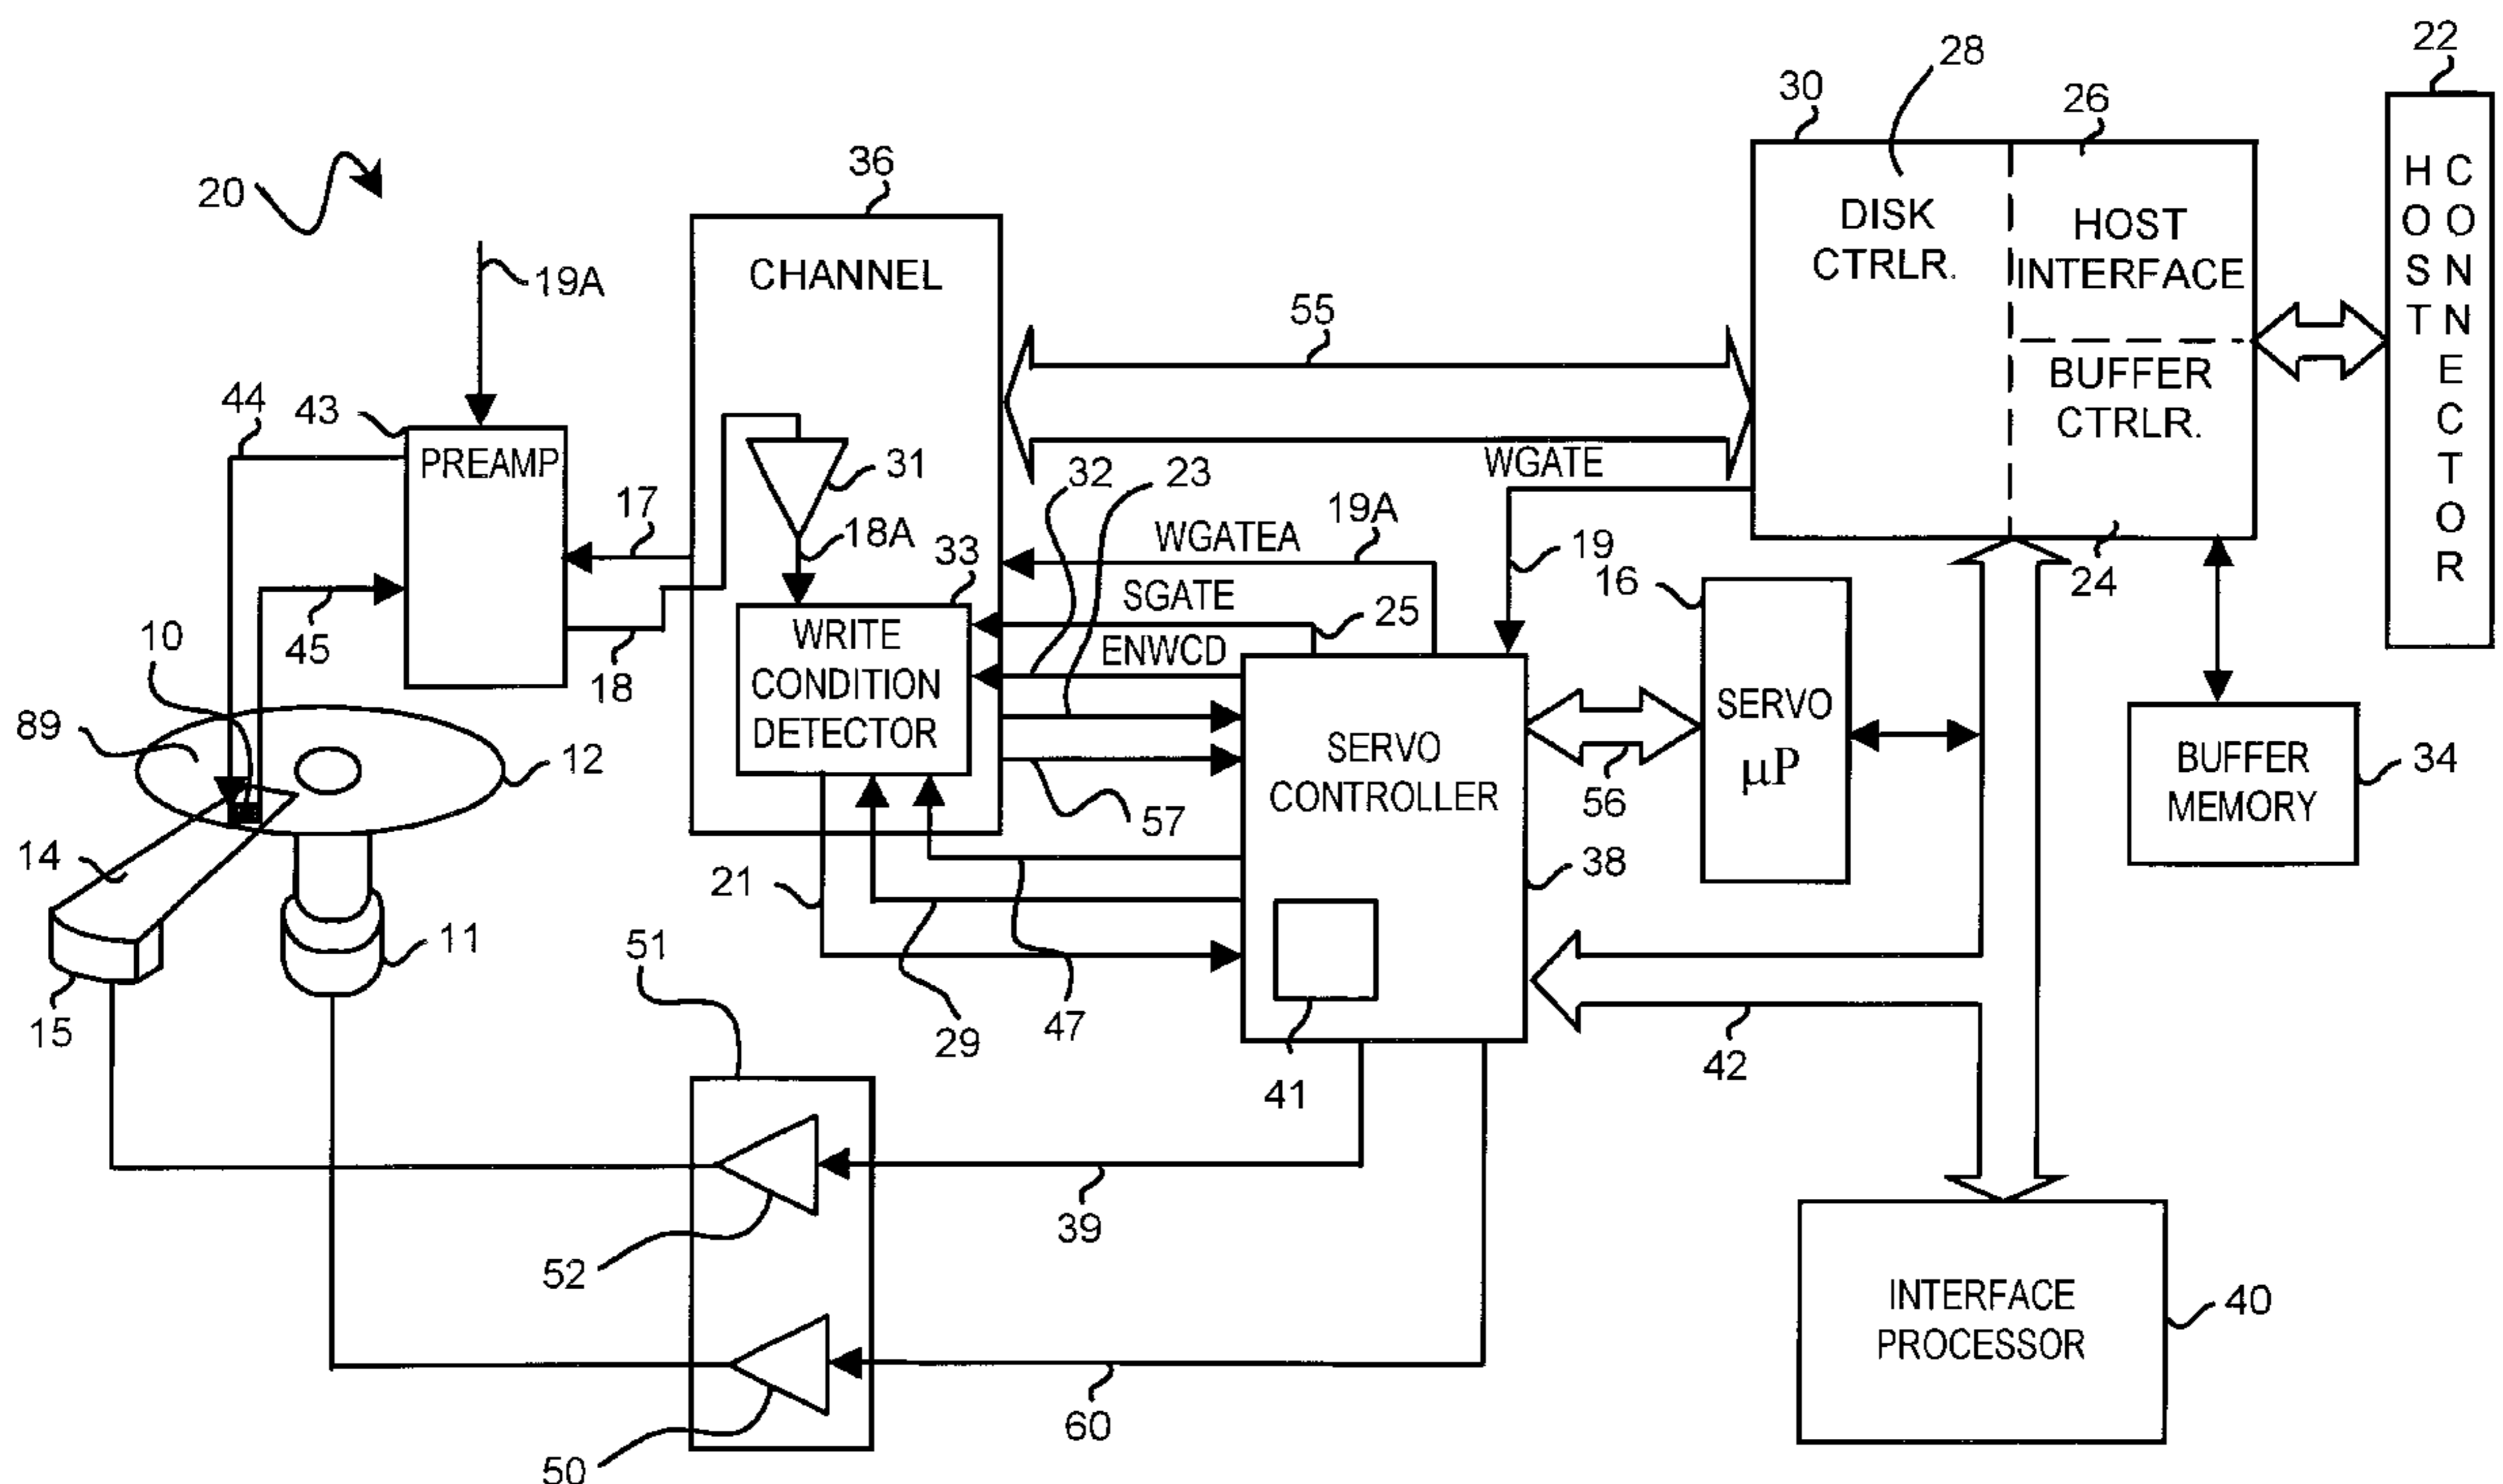 22
28
30
26
HOST
CONNECTOR
20
36
DISK
CTRLR.
HOST
INTERFACE
19A
CHANNEL
55
BUFFER
CTRLR.
44
43
PREAMP
31
32
23
WGATE
17
18A
WGATEA
19A
33
19
16
24
SGATE
25
10
45
18
WRITE
CONDITION
DETECTOR
ENWCD
SERVO
µP
89
12
SERVO
CONTROLLER
56
BUFFER
MEMORY
34
57
14
21
38
11
51
15
29
47
41
42
39
52
INTERFACE
PROCESSOR
40
60
50